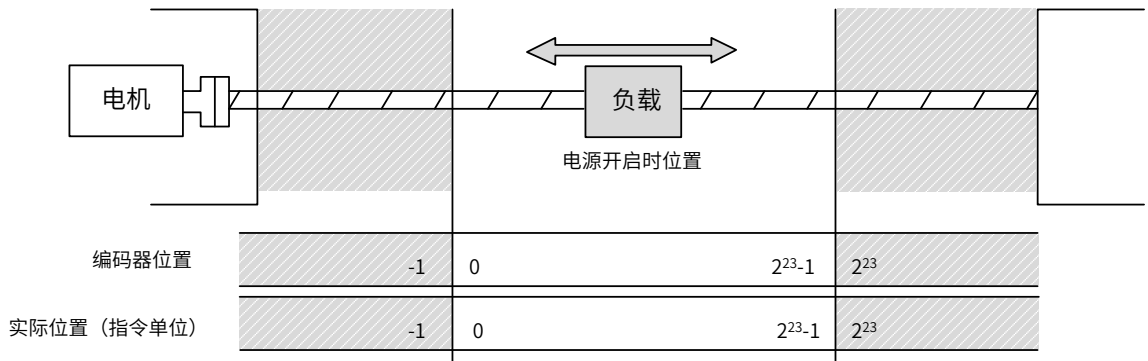 电机
负载
电源开启时位置
编码器位置 -1 0 2²³-1 2²³
实际位置（指令单位） -1 0 2²³-1 2²³